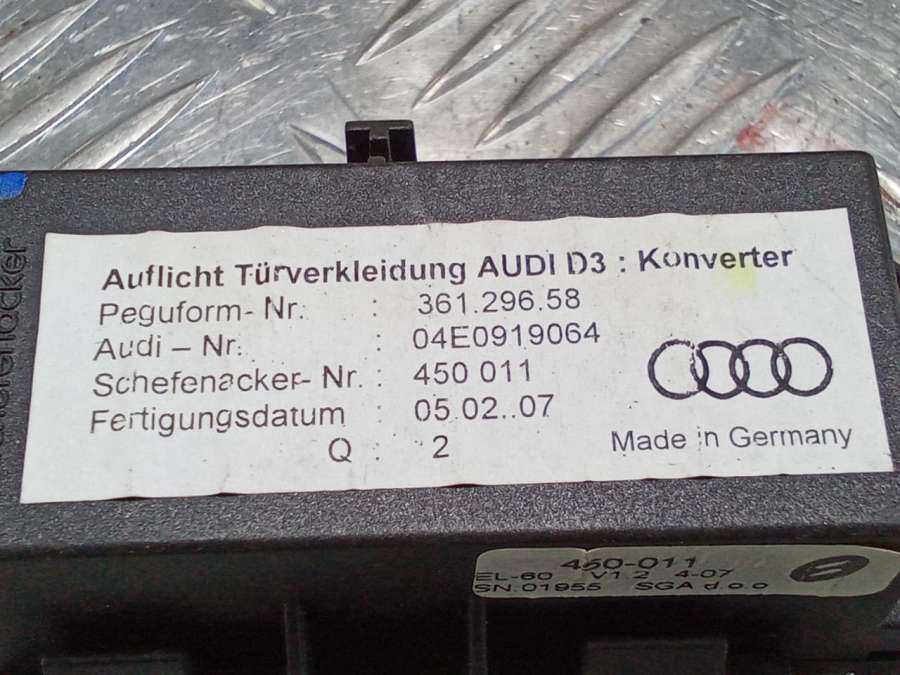 Auflicht Türverkleidung AUDI D3 : Konverter
Peguform- Nr. : 361.296.58
Audi – Nr. : 04E0919064
Schefenacker- Nr. : 450 011
Fertigungsdatum : 05.02..07
Q : 2
Made in Germany
450-011
EL-60 V1.2 4-07
SN.01955 SGA d.o.o